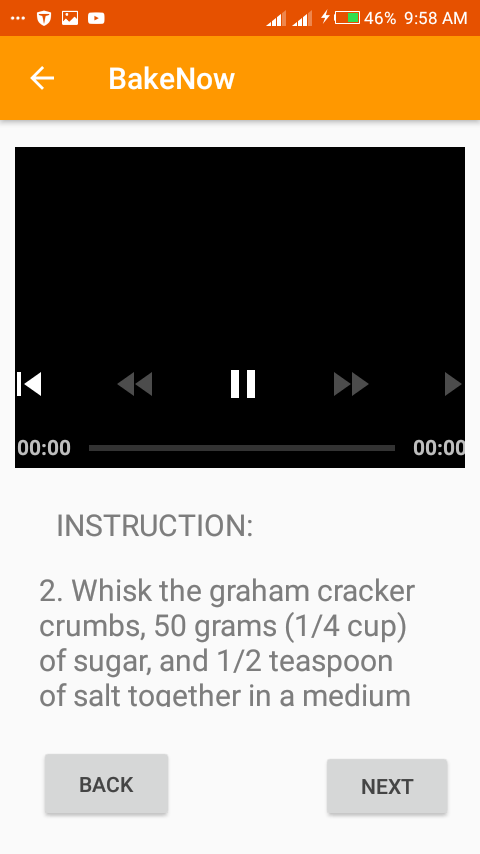 46% 9:58 AM
BakeNow
00:00 00:00
INSTRUCTION:
2. Whisk the graham cracker
crumbs, 50 grams (1/4 cup)
of sugar, and 1/2 teaspoon
of salt together in a medium
BACK NEXT